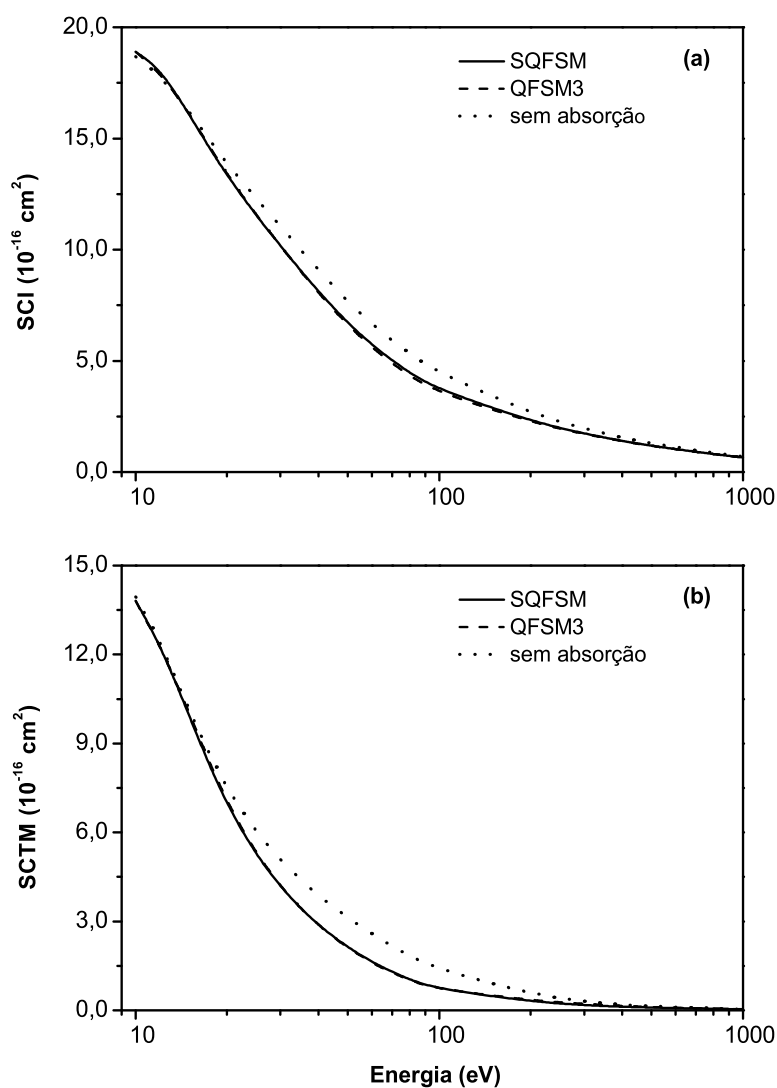 20,0
15,0
10,0
5,0
0,0
SCI (10⁻¹⁶ cm²)
SQFSM
QFSM3
sem absorção
(a)
10
100
1000
15,0
12,0
9,0
6,0
3,0
0,0
SCTM (10⁻¹⁶ cm²)
SQFSM
QFSM3
sem absorção
(b)
10
100
1000
Energia (eV)